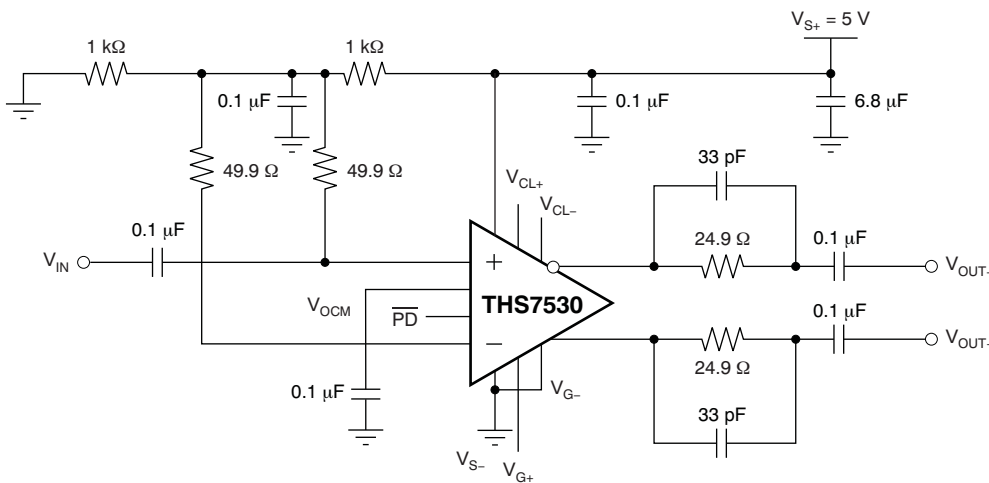 V_S+ = 5 V
1 kΩ
1 kΩ
0.1 μF
0.1 μF
6.8 μF
49.9 Ω
49.9 Ω
33 pF
V_CL+
V_CL−
0.1 μF
24.9 Ω
0.1 μF
V_IN
+
V_OUT-
V_OCM
THS7530
PD
0.1 μF
−
V_OUT-
24.9 Ω
0.1 μF
V_G−
33 pF
V_S−
V_G+